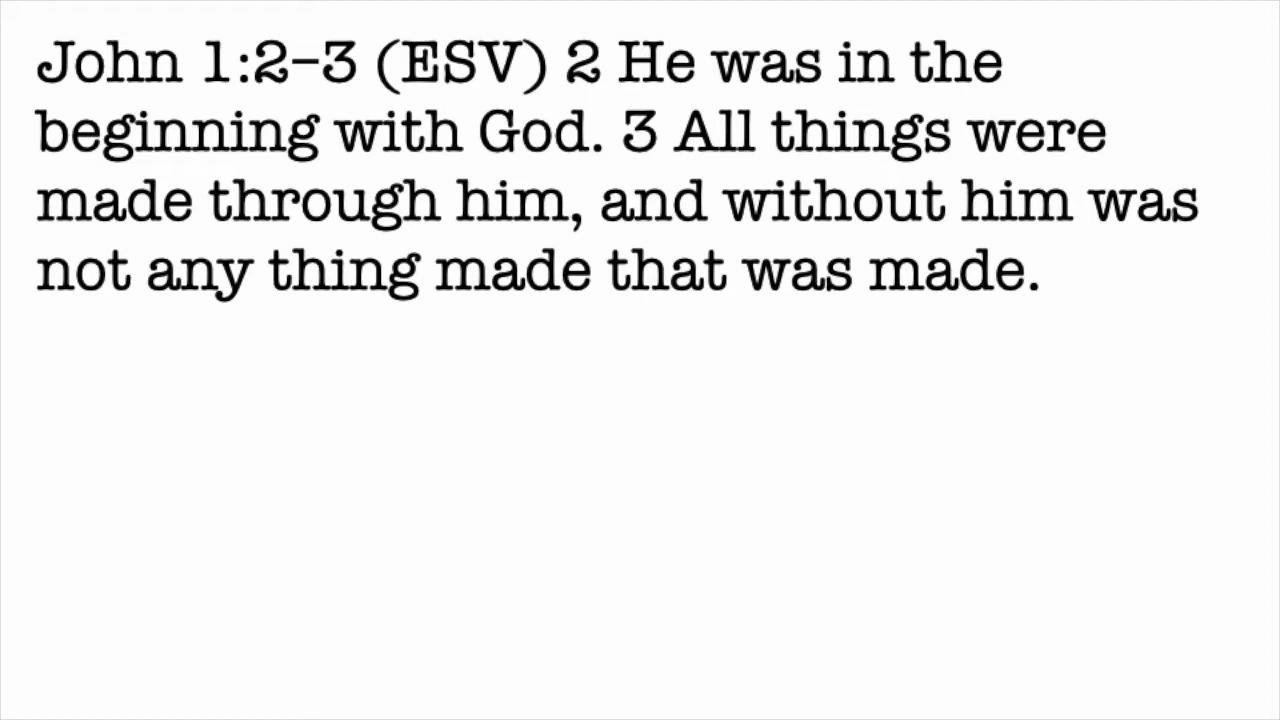 John 1:2–3 (ESV) 2 He was in the
beginning with God. 3 All things were
made through him, and without him was
not any thing made that was made.